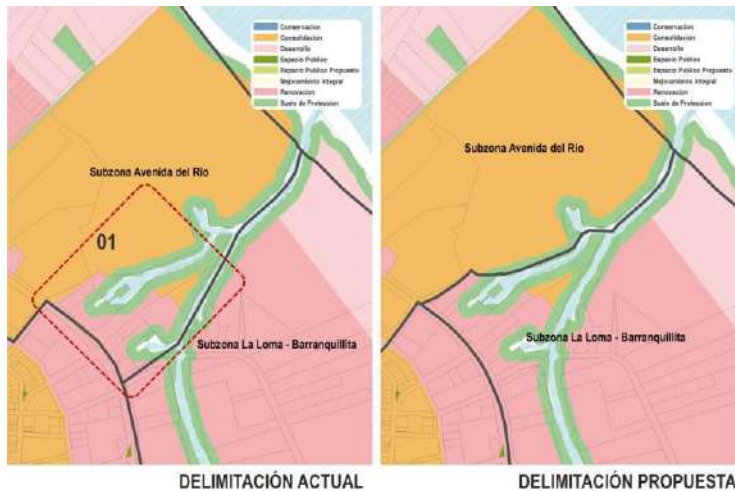 Conservacion
Consolidacion
Desarrollo
Espacio Publico
Espacio Publico Propuesto
Mejoramiento Integral
Renovacion
Suelo de Proteccion
Subzona Avenida del Rio
01
Subzona La Loma - Barranquillita
DELIMITACIÓN ACTUAL
Conservacion
Consolidacion
Desarrollo
Espacio Publico
Espacio Publico Propuesto
Mejoramiento Integral
Renovacion
Suelo de Proteccion
Subzona Avenida del Rio
Subzona La Loma - Barranquillita
DELIMITACIÓN PROPUESTA